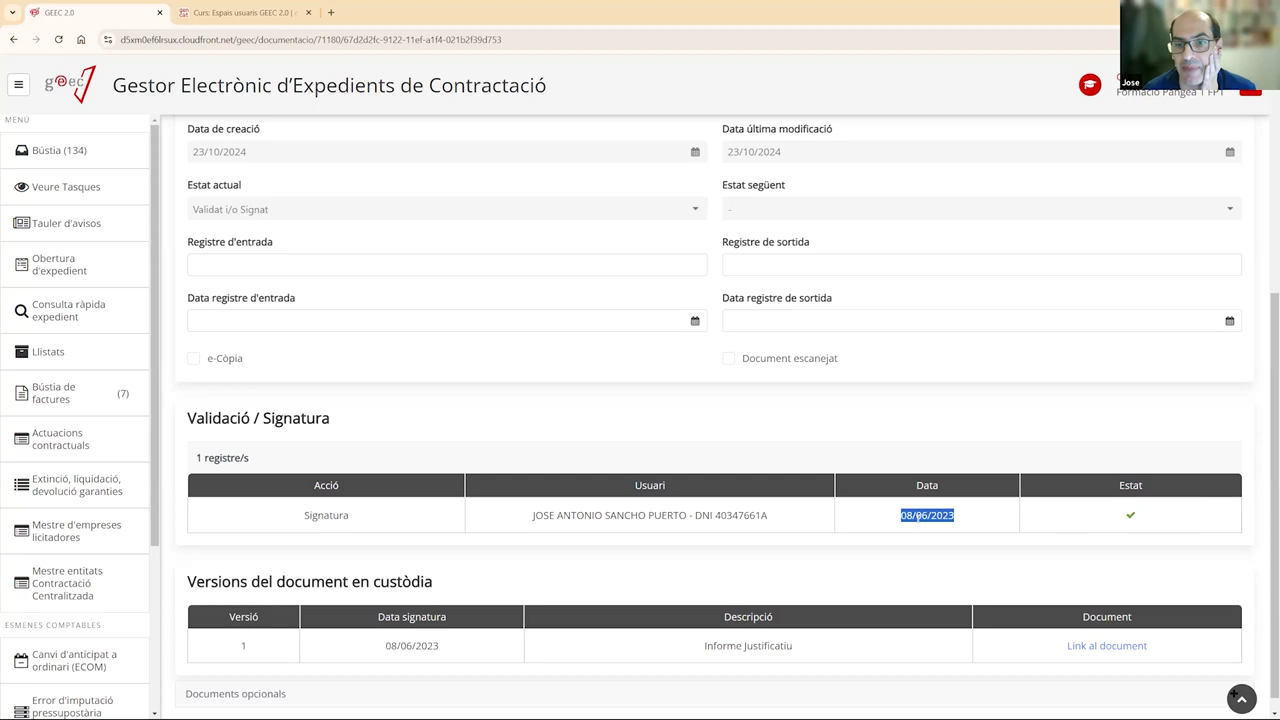 GEEC 2.0
Curs: Espais usuaris GEEC 2.0 ( e
d5xm0ef6lrsux.cloudfront.net/geec/documentacio/71180/67d2d2fc-9122-11ef-a1f4-021b2f39d753
geec
Gestor Electrònic d'Expedients de Contractació
Jose
Formació Pangea 1 FPT
MENÚ
Bústia (134)
Veure Tasques
Tauler d'avisos
Obertura
d'expedient
Consulta ràpida
expedient
Llistats
Bústia de
factures
(7)
Actuacions
contractuals
Extinció, liquidació,
devolució garanties
Mestre d'empreses
licitadores
Mestre entitats
Contractació
Centralitzada
ESMENES COMPTABLES
Canvi d'anticipat a
ordinari (ECOM)
Error d'imputació
pressupostària
Data de creació
Data última modificació
23/10/2024
23/10/2024
Estat actual
Estat següent
Validat i/o Signat
-
Registre d'entrada
Registre de sortida
Data registre d'entrada
Data registre de sortida
e-Còpia
Document escanejat
Validació / Signatura
1 registre/s
Acció Usuari Data Estat
Signatura JOSE ANTONIO SANCHO PUERTO - DNI 40347661A 08/06/2023
Versions del document en custòdia
Versió Data signatura Descripció Document
1 08/06/2023 Informe Justificatiu Link al document
Documents opcionals